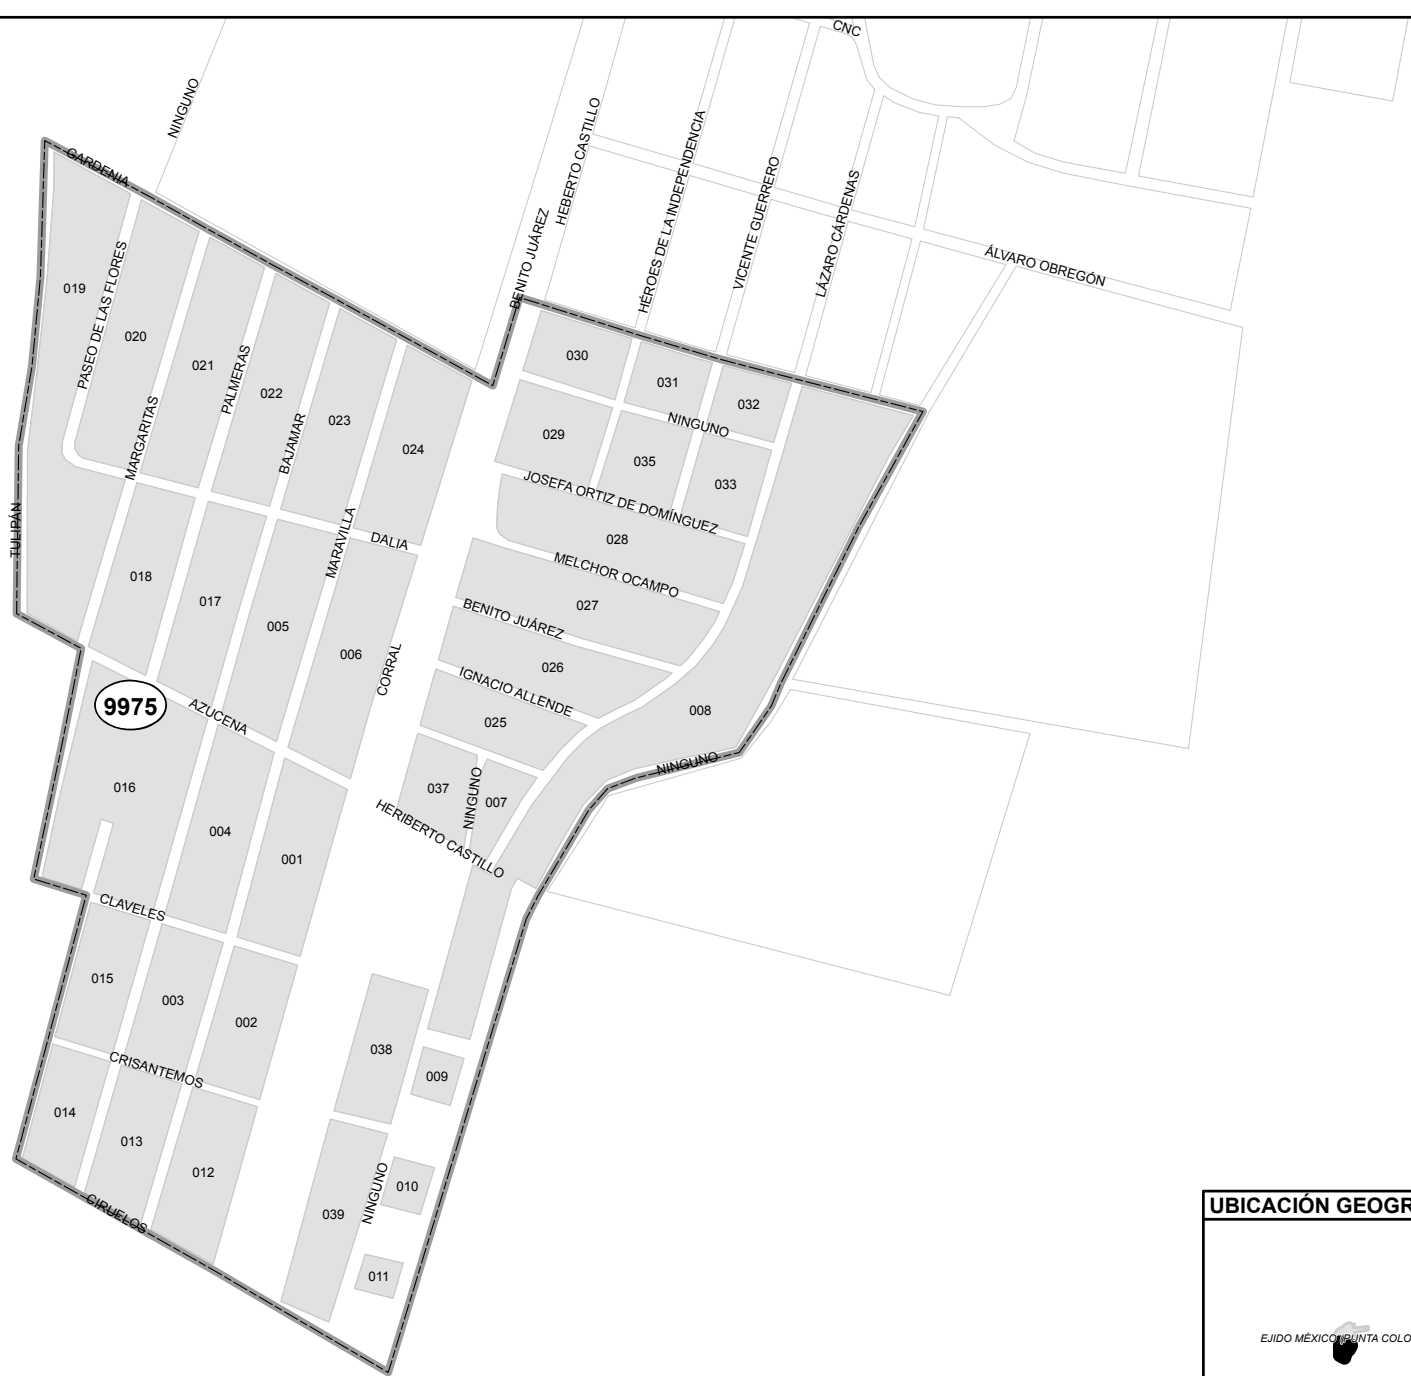 CNC
NINGUNO
HEBERTO CASTILLO
HÉROES DE LA INDEPENDENCIA
GARDENIA
VICENTE GUERRERO
LÁZARO CÁRDENAS
BENITO JUÁREZ
ÁLVARO OBREGÓN
PASEO DE LAS FLORES
019
020
021
PALMERAS
022
023
024
030
031
032
NINGUNO
029
035
033
MARGARITAS
BAJAMAR
MARAVILLA
TULIPÁN
DALIA
JOSEFA ORTIZ DE DOMÍNGUEZ
028
MELCHOR OCAMPO
027
BENITO JUÁREZ
018
017
005
006
CORRAL
026
IGNACIO ALLENDE
025
008
9975
AZUCENA
NINGUNO
016
037
NINGUNO
007
HERIBERTO CASTILLO
004
001
CLAVELES
015
003
002
038
009
CRISANTEMOS
014
013
012
CIRUELOS
039
NINGUNO
010
011
UBICACIÓN GEOGR
EJIDO MÉXICO (PUNTA COLO